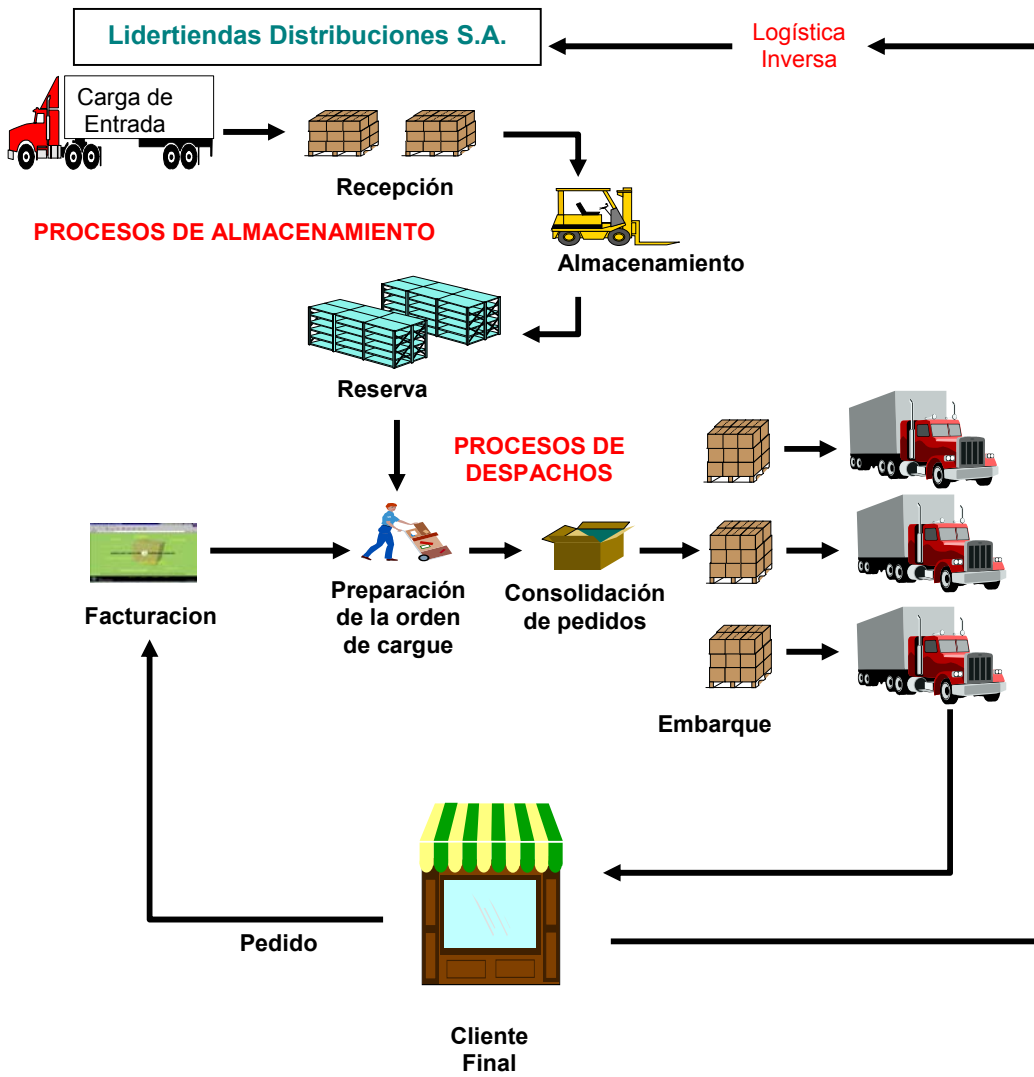 Lidertiendas Distribuciones S.A.
Logística
Inversa
Carga de
Entrada
Recepción
PROCESOS DE ALMACENAMIENTO
Almacenamiento
Reserva
PROCESOS DE
DESPACHOS
Facturacion
Preparación
de la orden
de cargue
Consolidación
de pedidos
Embarque
Pedido
Cliente
Final